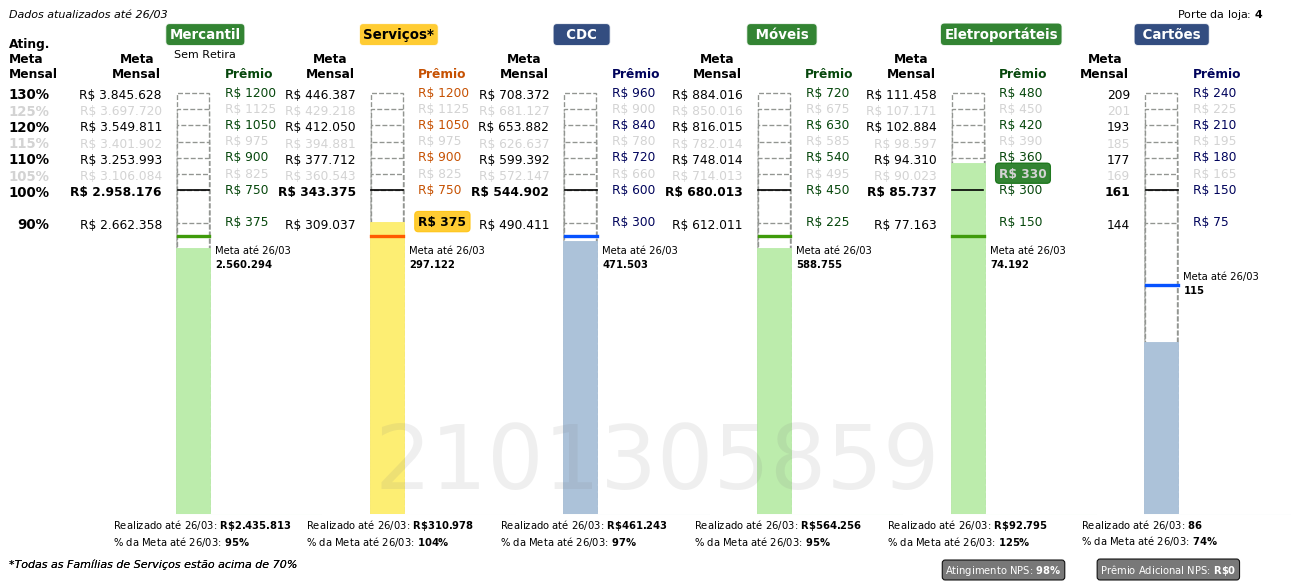 Dados atualizados até 26/03
Porte da loja: 4
Mercantil Serviços* CDC Móveis Eletroportáteis Cartões
Sem Retira
Ating. Meta Mensal
Meta Mensal Prêmio Meta Mensal Prêmio Meta Mensal Prêmio Meta Mensal Prêmio Meta Mensal Prêmio Meta Mensal Prêmio
130% R$ 3.845.628 R$ 1200 R$ 446.387 R$ 1200 R$ 708.372 R$ 960 R$ 884.016 R$ 720 R$ 111.458 R$ 480 209 R$ 240
125% R$ 3.697.720 R$ 1125 R$ 429.218 R$ 1125 R$ 681.127 R$ 900 R$ 850.016 R$ 675 R$ 107.171 R$ 450 201 R$ 225
120% R$ 3.549.811 R$ 1050 R$ 412.050 R$ 1050 R$ 653.882 R$ 840 R$ 816.015 R$ 630 R$ 102.884 R$ 420 193 R$ 210
115% R$ 3.401.902 R$ 975 R$ 394.881 R$ 975 R$ 626.637 R$ 780 R$ 782.014 R$ 585 R$ 98.597 R$ 390 185 R$ 195
110% R$ 3.253.993 R$ 900 R$ 377.712 R$ 900 R$ 599.392 R$ 720 R$ 748.014 R$ 540 R$ 94.310 R$ 360 177 R$ 180
105% R$ 3.106.084 R$ 825 R$ 360.543 R$ 825 R$ 572.147 R$ 660 R$ 714.013 R$ 495 R$ 90.023 R$ 330 169 R$ 165
100% R$ 2.958.176 R$ 750 R$ 343.375 R$ 750 R$ 544.902 R$ 600 R$ 680.013 R$ 450 R$ 85.737 R$ 300 161 R$ 150
90% R$ 2.662.358 R$ 375 R$ 309.037 R$ 375 R$ 490.411 R$ 300 R$ 612.011 R$ 225 R$ 77.163 R$ 150 144 R$ 75
Meta até 26/03 Meta até 26/03 Meta até 26/03 Meta até 26/03 Meta até 26/03
2.560.294 297.122 471.503 588.755 74.192
Meta até 26/03
115
2101305859
Realizado até 26/03: R$2.435.813 Realizado até 26/03: R$310.978 Realizado até 26/03: R$461.243 Realizado até 26/03: R$564.256 Realizado até 26/03: R$92.795 Realizado até 26/03: 86
% da Meta até 26/03: 95% % da Meta até 26/03: 104% % da Meta até 26/03: 97% % da Meta até 26/03: 95% % da Meta até 26/03: 125% % da Meta até 26/03: 74%
*Todas as Famílias de Serviços estão acima de 70%
Atingimento NPS: 98% Prêmio Adicional NPS: R$0